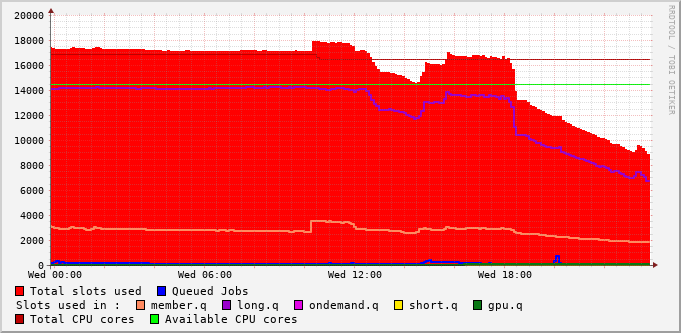 20000
18000
16000
14000
12000
10000
8000
6000
4000
2000
0
Wed 00:00 Wed 06:00 Wed 12:00 Wed 18:00
RRDTOOL / TOBI OETIKER
Total slots used Queued Jobs
Slots used in : member.q long.q ondemand.q short.q gpu.q
Total CPU cores Available CPU cores